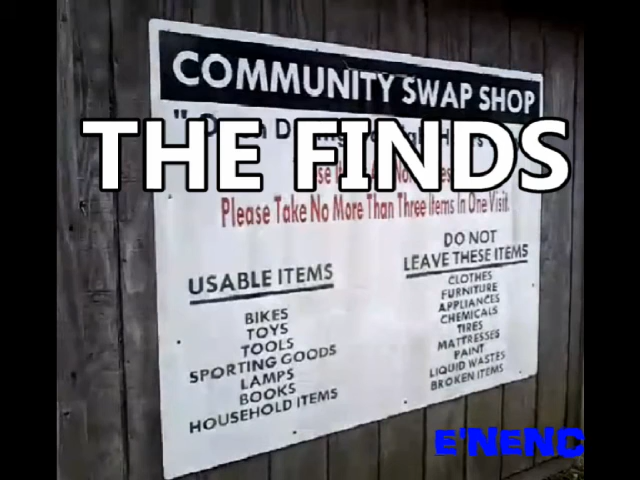 COMMUNITY SWAP SHOP
THE FINDS
Please Take No More Than Three Items In One Visit.
USABLE ITEMS
BIKES
TOYS
TOOLS
SPORTING GOODS
LAMPS
BOOKS
HOUSEHOLD ITEMS
DO NOT
LEAVE THESE ITEMS
CLOTHES
FURNITURE
APPLIANCES
CHEMICALS
TIRES
MATTRESSES
PAINT
LIQUID WASTES
BROKEN ITEMS
E'NENC